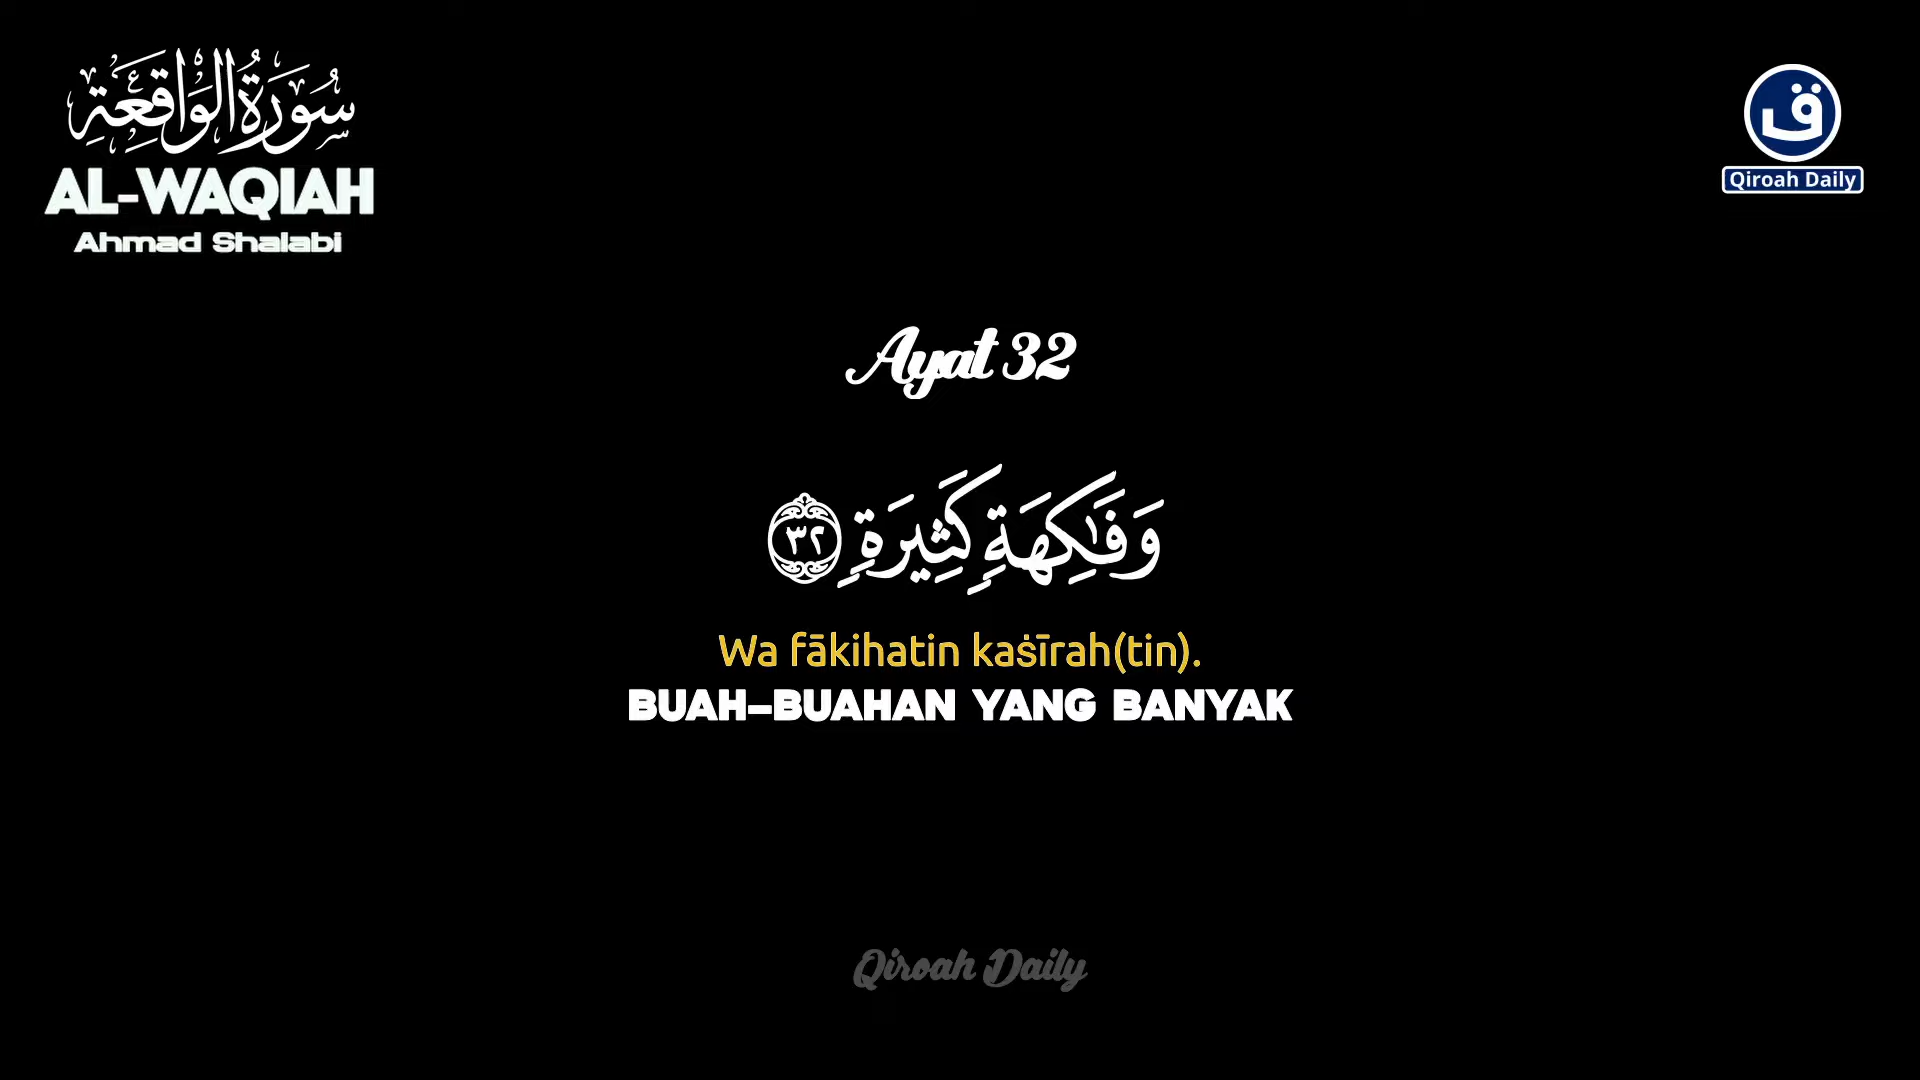 سُورَةُ الْوَاقِعَةِ
AL-WAQIAH
Ahmad Shalabi
ق
Qiroah Daily
Ayat 32
وَفَاكِهَةٍ كَثِيرَةٍ ٣٢
Wa fākihatin kaṡīrah(tin).
BUAH-BUAHAN YANG BANYAK
Qiroah Daily